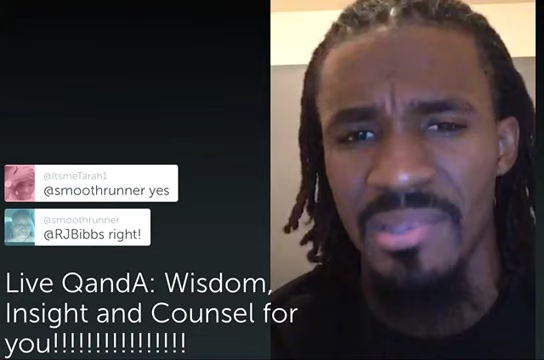 @ItsmeTarah1
@smoothrunner yes
@smoothrunner
@RJBibbs right!
Live QandA: Wisdom,
Insight and Counsel for
you!!!!!!!!!!!!!!!!!